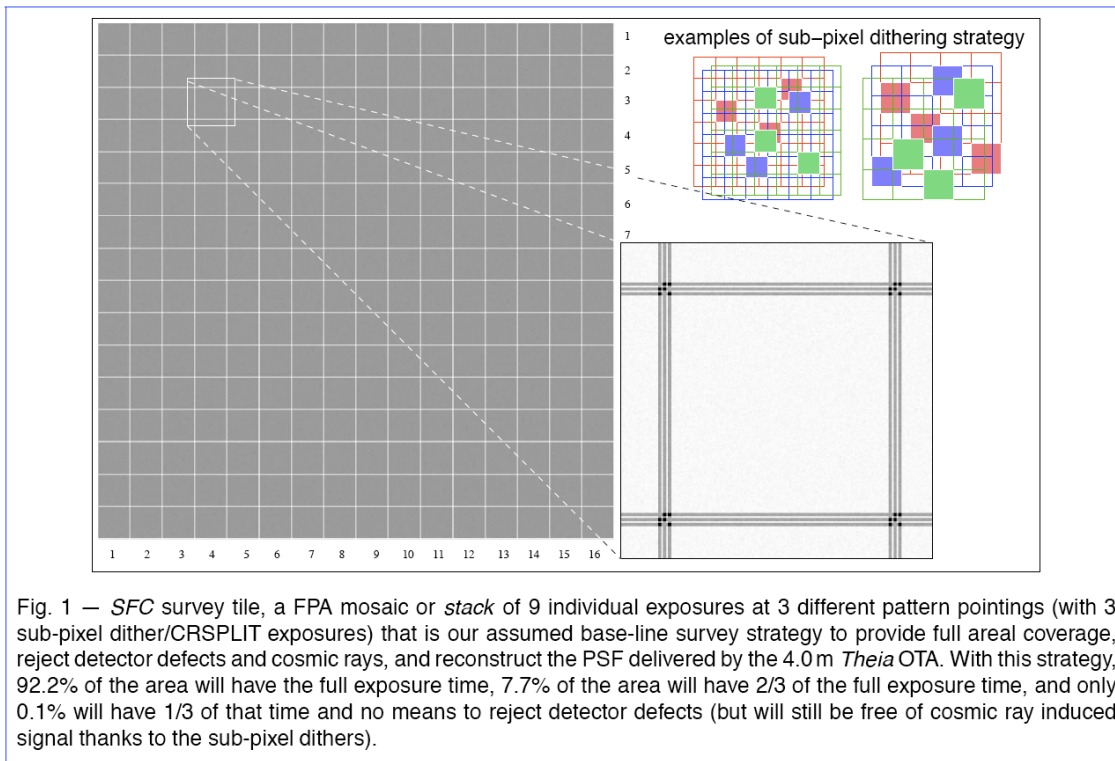 examples of sub–pixel dithering strategy
1
2
3
4
5
6
7
1 2 3 4 5 6 7 8 9 10 11 12 13 14 15 16
Fig. 1 — SFC survey tile, a FPA mosaic or stack of 9 individual exposures at 3 different pattern pointings (with 3
sub-pixel dither/CRSPLIT exposures) that is our assumed base-line survey strategy to provide full areal coverage,
reject detector defects and cosmic rays, and reconstruct the PSF delivered by the 4.0 m Theia OTA. With this strategy,
92.2% of the area will have the full exposure time, 7.7% of the area will have 2/3 of the full exposure time, and only
0.1% will have 1/3 of that time and no means to reject detector defects (but will still be free of cosmic ray induced
signal thanks to the sub-pixel dithers).